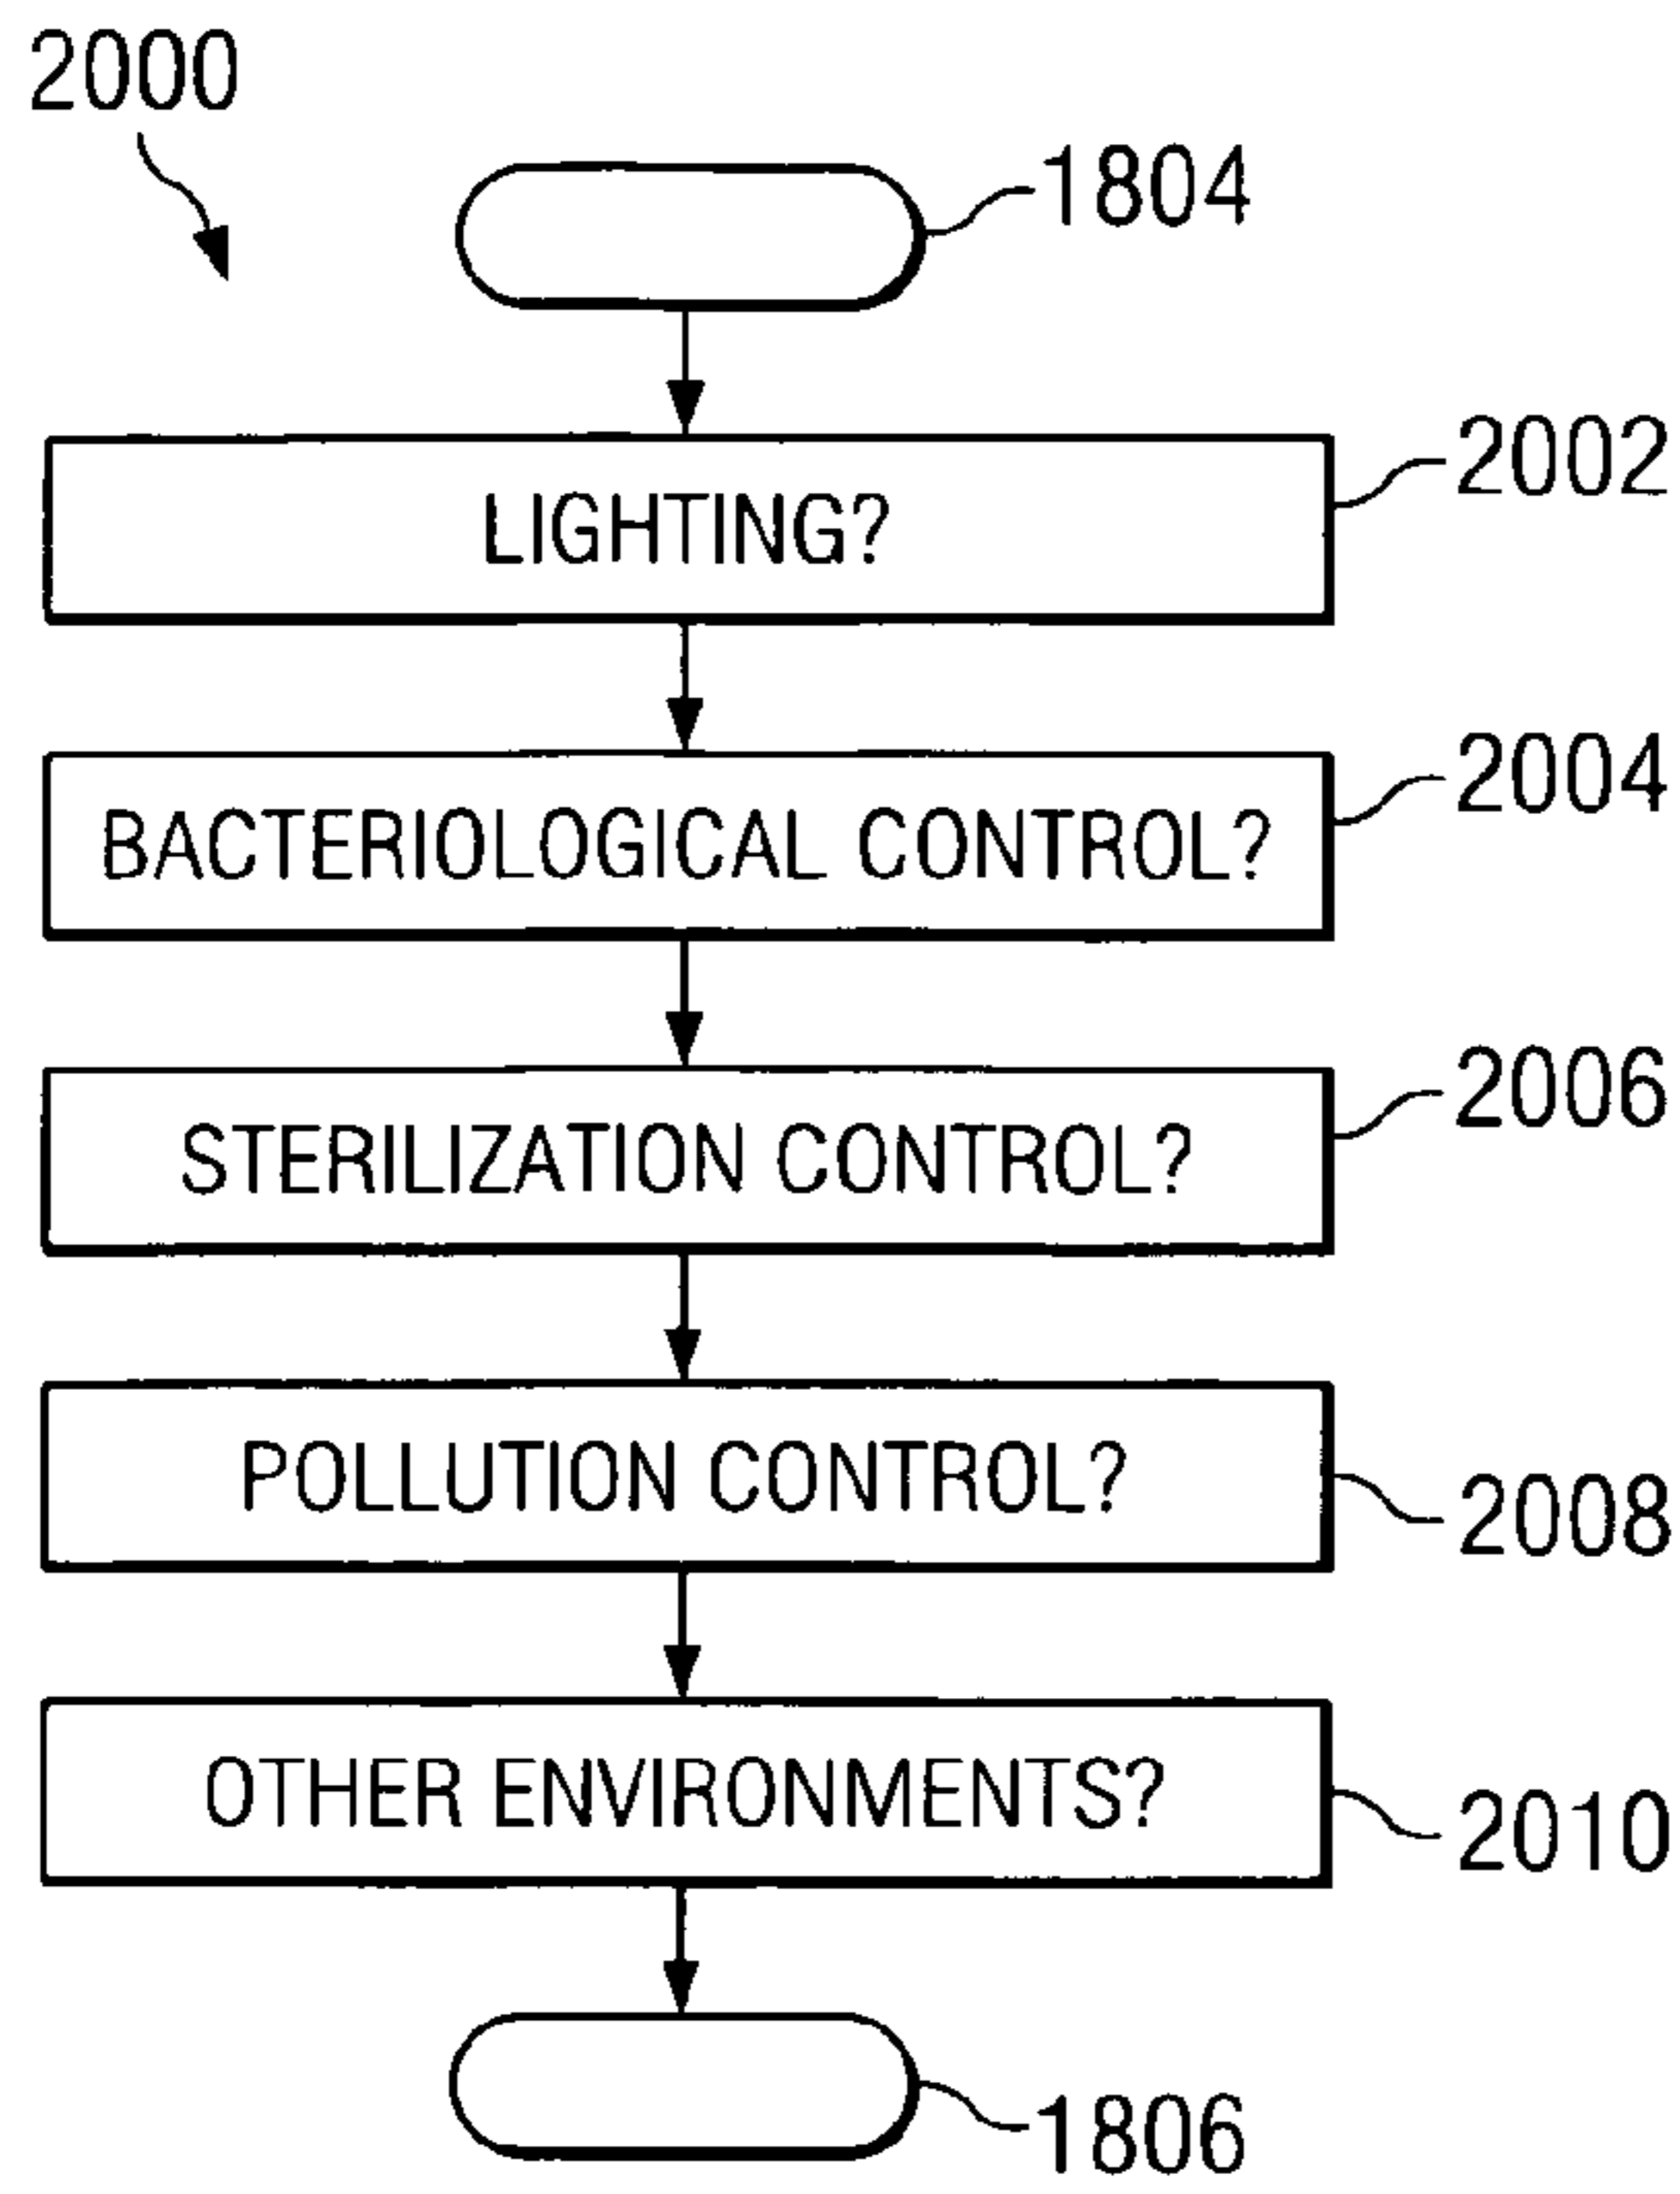 2000
1804
2002
LIGHTING?
2004
BACTERIOLOGICAL CONTROL?
2006
STERILIZATION CONTROL?
POLLUTION CONTROL?
2008
OTHER ENVIRONMENTS?
2010
1806